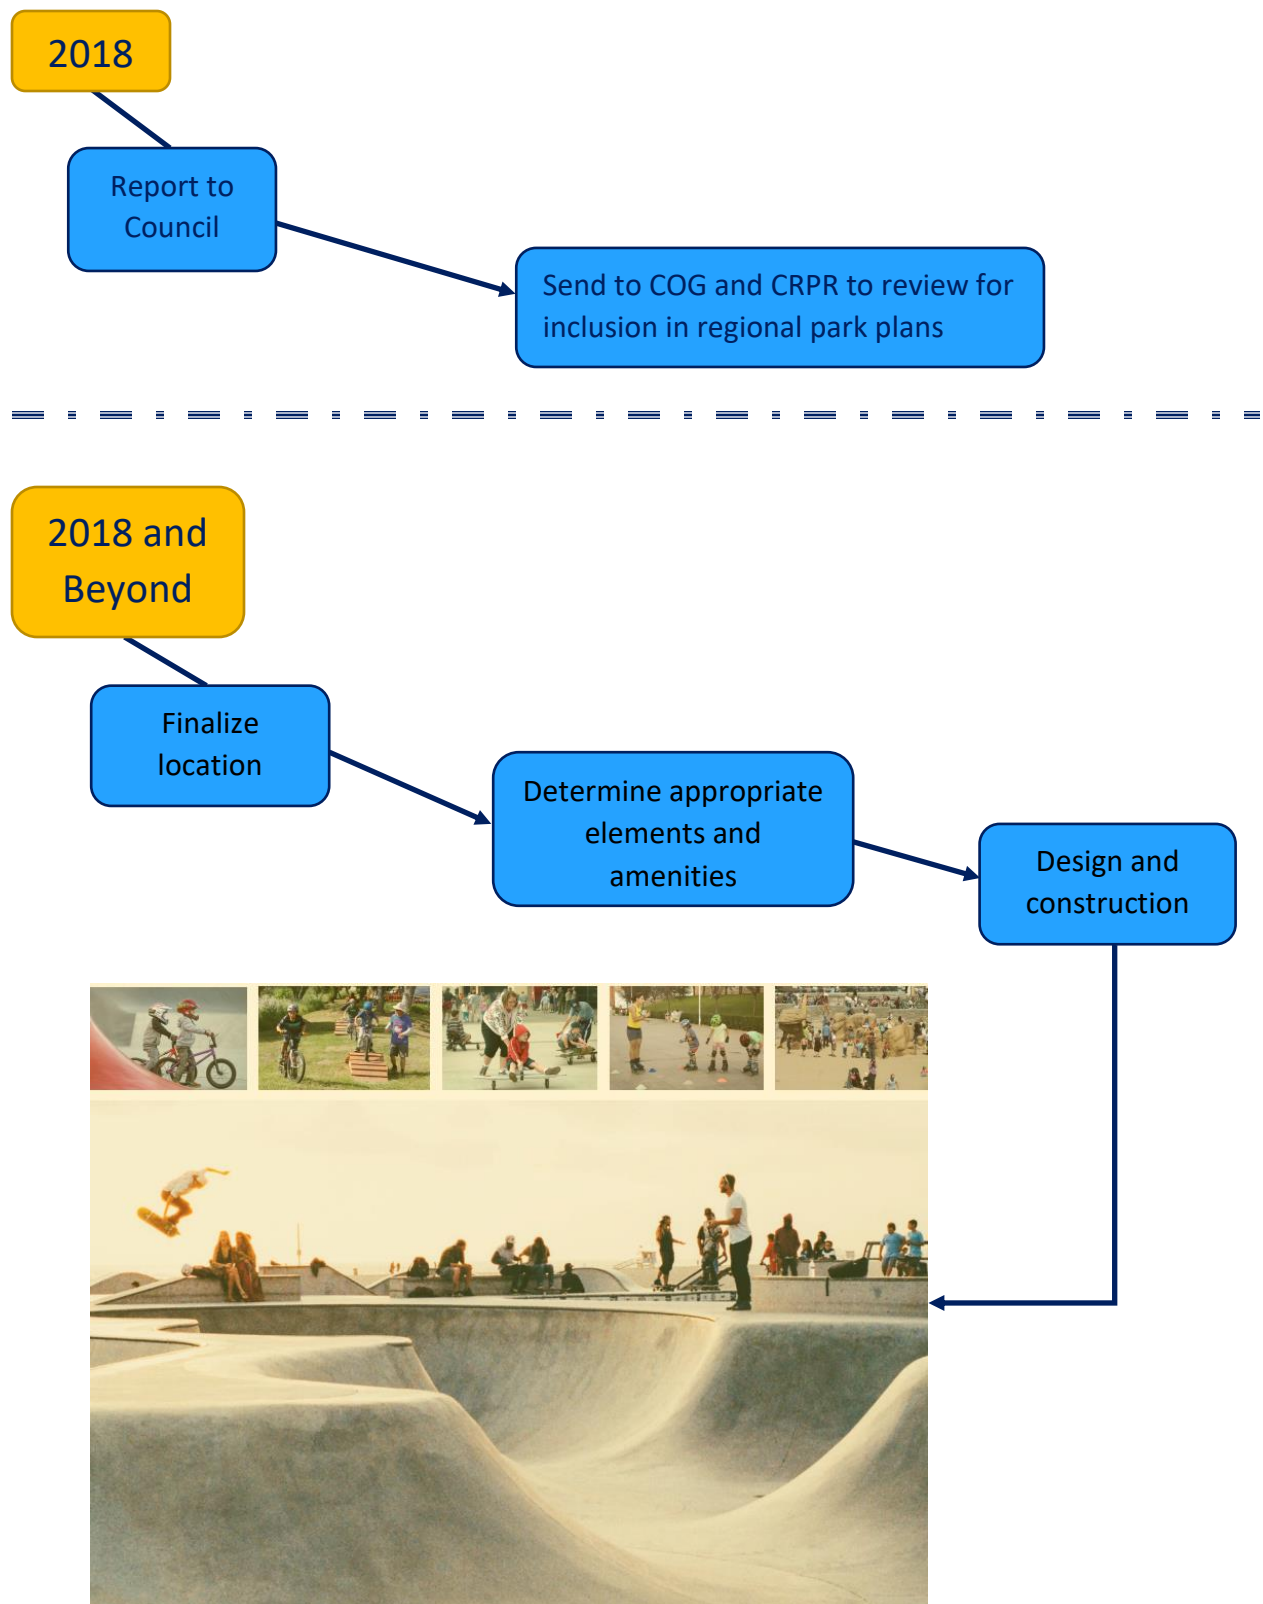 2018
Report to
Council
Send to COG and CRPR to review for
inclusion in regional park plans
2018 and
Beyond
Finalize
location
Determine appropriate
elements and
amenities
Design and
construction